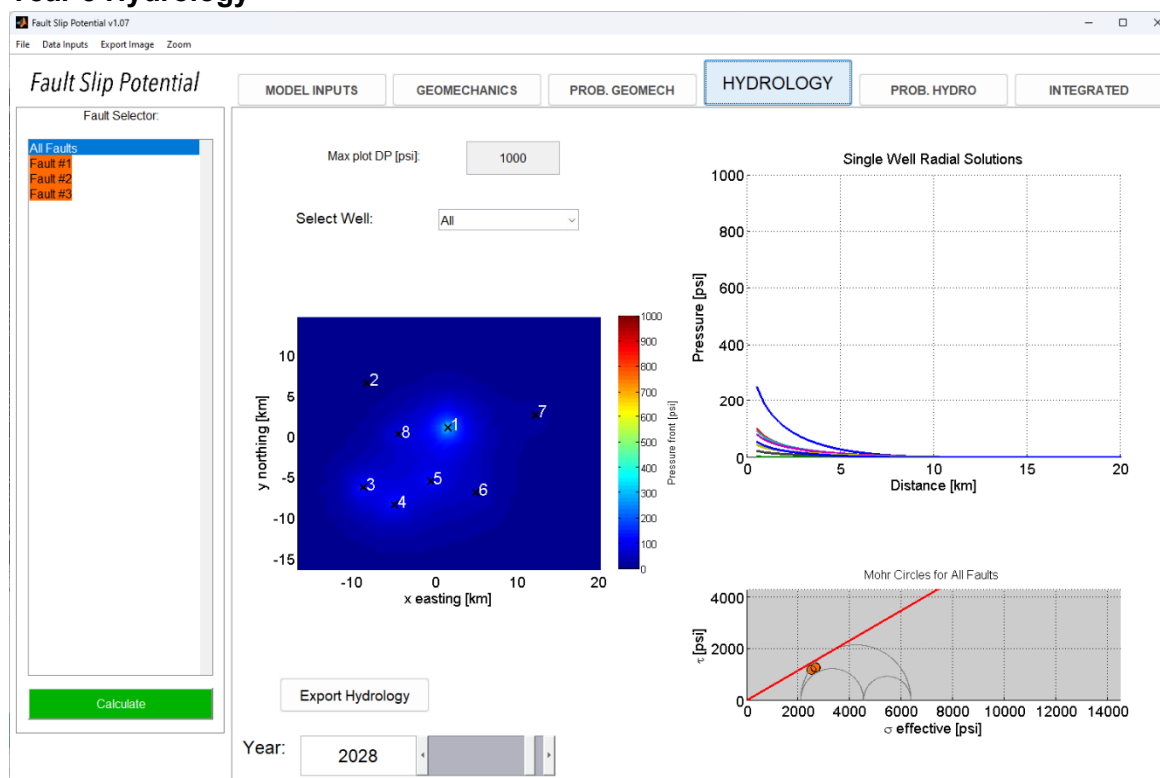 Fault Slip Potential v1.07
File Data Inputs Export Image Zoom
Fault Slip Potential
MODEL INPUTS GEOMECHANICS PROB. GEOMECH HYDROLOGY PROB. HYDRO INTEGRATED
Fault Selector:
All Faults
Fault #1
Fault #2
Fault #3
Calculate
Max plot DP [psi]: 1000
Select Well: All
10
5
0
-5
-10
-15
y northing [km]
-10 0 10 20
x easting [km]
1
2
3
4
5
6
7
8
1000
900
800
700
600
500
400
300
200
100
0
Pressure front [psi]
Export Hydrology
Year: 2028
Single Well Radial Solutions
1000
800
600
400
200
0
Pressure [psi]
0 5 10 15 20
Distance [km]
Mohr Circles for All Faults
4000
2000
0
τ [psi]
0 2000 4000 6000 8000 10000 12000 14000
σ effective [psi]